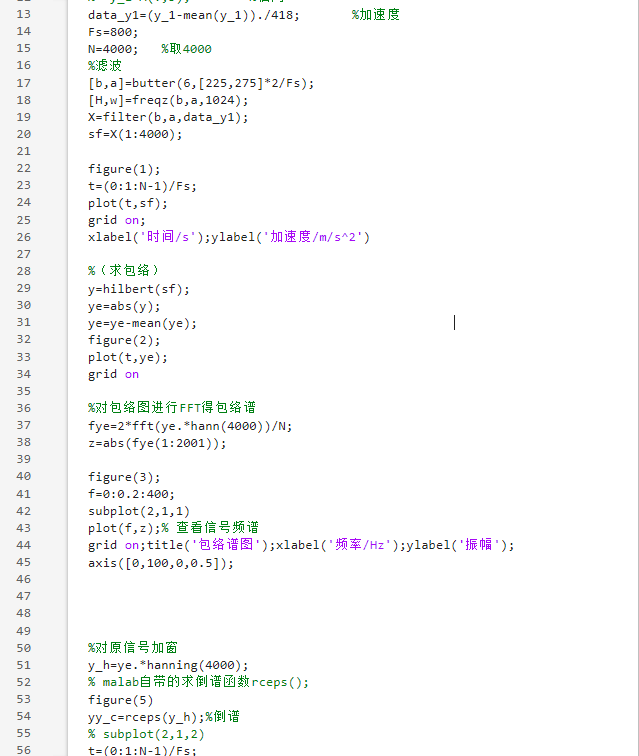 13 data_y1=(y_1-mean(y_1))./418; %加速度
14 Fs=800;
15 N=4000; %取4000
16 %滤波
17 [b,a]=butter(6,[225,275]*2/Fs);
18 [H,w]=freqz(b,a,1024);
19 X=filter(b,a,data_y1);
20 sf=X(1:4000);
21
22 figure(1);
23 t=(0:1:N-1)/Fs;
24 plot(t,sf);
25 grid on;
26 xlabel('时间/s');ylabel('加速度/m/s^2')
27
28 %（求包络）
29 y=hilbert(sf);
30 ye=abs(y);
31 ye=ye-mean(ye);
32 figure(2);
33 plot(t,ye);
34 grid on
35
36 %对包络图进行FFT得包络谱
37 fye=2*fft(ye.*hann(4000))/N;
38 z=abs(fye(1:2001));
39
40 figure(3);
41 f=0:0.2:400;
42 subplot(2,1,1)
43 plot(f,z);% 查看信号频谱
44 grid on;title('包络谱图');xlabel('频率/Hz');ylabel('振幅');
45 axis([0,100,0,0.5]);
46
47
48
49
50 %对原信号加窗
51 y_h=ye.*hanning(4000);
52 % malab自带的求倒谱函数rceps();
53 figure(5)
54 yy_c=rceps(y_h);%倒谱
55 % subplot(2,1,2)
56 t=(0:1:N-1)/Fs;